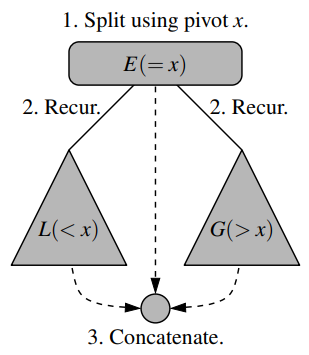 1. Split using pivot x.
E(= x)
2. Recur.
2. Recur.
L(< x)
G(> x)
3. Concatenate.